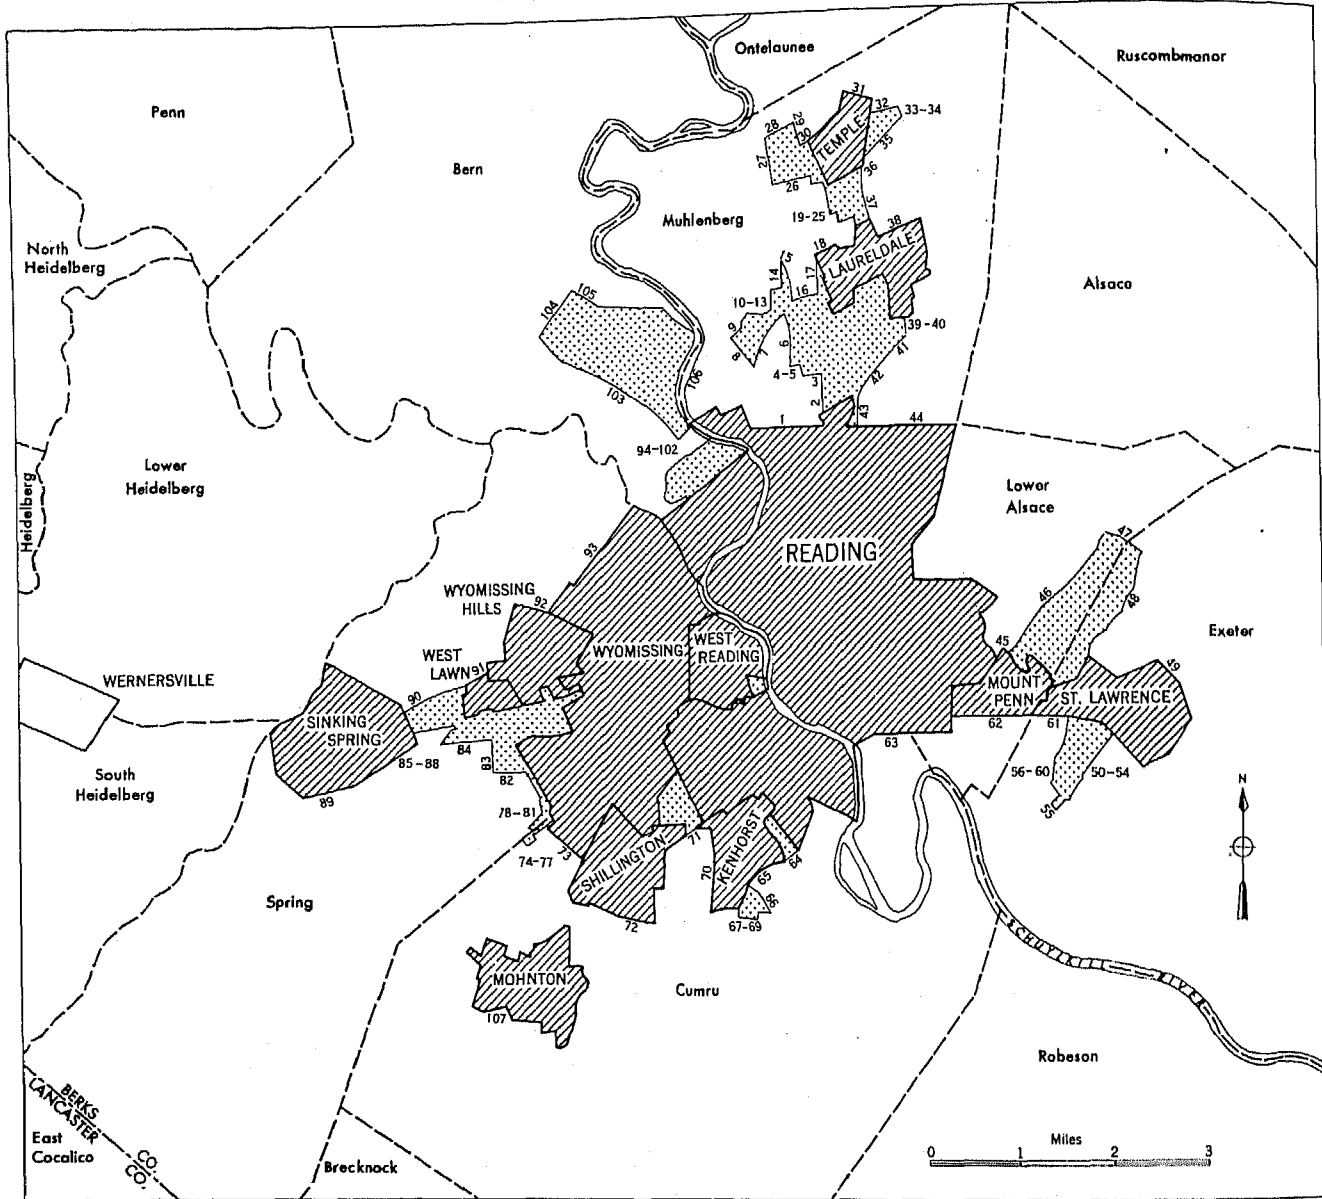 Ontelaunee
Ruscombmanor
Penn
Bern
31
32
33-34
28
29
30
TEMPLE
35
27
26
36
37
Muhlenberg
19-25
38
North
Heidelberg
18
LAURELDALE
15
14
17
16
Alsace
104
105
10-13
9
8
7
6
39-40
41
4-5
3
42
106
103
2
43
1
44
94-102
Lower
Heidelberg
Heidelberg
Lower
Alsace
READING
47
93
46
48
WYOMISSING
HILLS
92
Exeter
WEST
LAWN
91
WYOMISSING
WEST
READING
45
49
WERNERSVILLE
90
MOUNT
PENN
ST. LAWRENCE
SINKING
SPRING
62
61
63
84
85-88
83
82
South
Heidelberg
89
56-60
50-54
55
N
78-81
74-77
73
71
SHILLINGTON
KENHORST
64
70
65
66
72
67-69
Spring
SCHUYLKILL
RIVER
MOHNTON
107
Cumru
Robeson
BERKS
LANCASTER
CO.
CO.
East
Cocalico
Brecknock
Miles
0
1
2
3